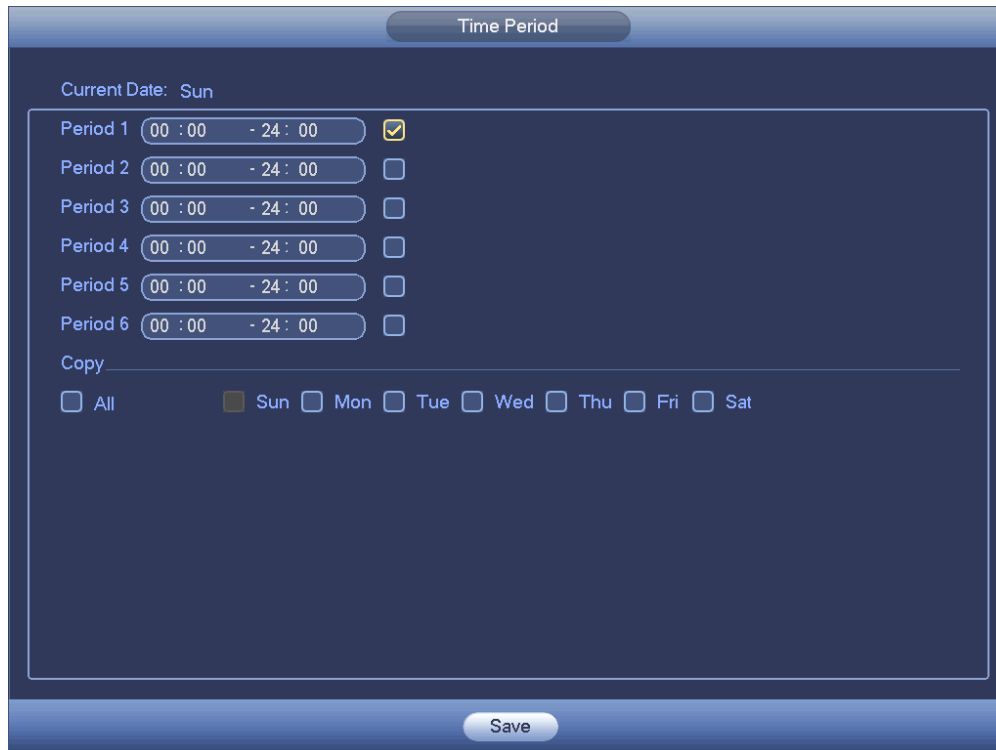 Time Period
Current Date: Sun
Period 1 00 :00 - 24 : 00
Period 2 00 :00 - 24 : 00
Period 3 00 :00 - 24 : 00
Period 4 00 :00 - 24 : 00
Period 5 00 :00 - 24 : 00
Period 6 00 :00 - 24 : 00
Copy
All Sun Mon Tue Wed Thu Fri Sat
Save